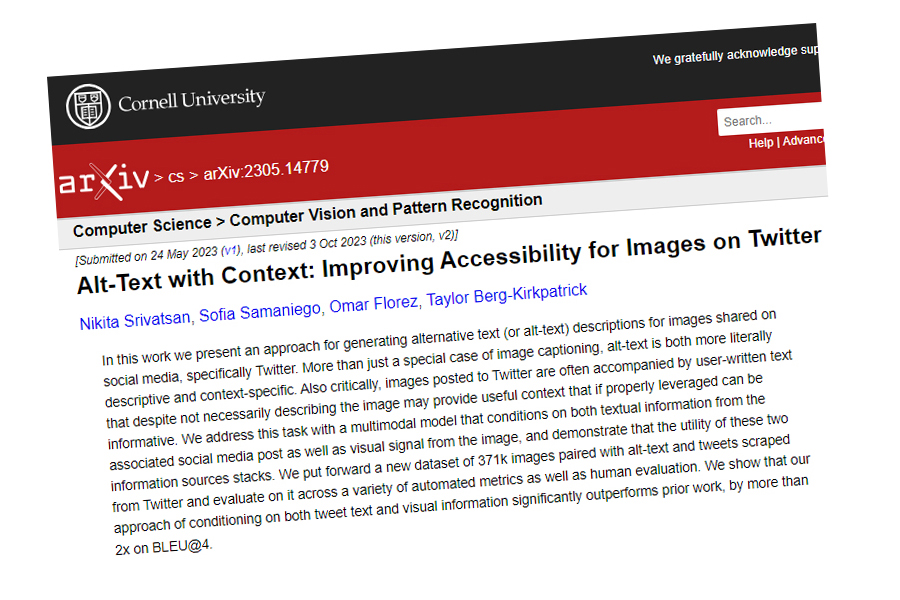 We gratefully acknowledge sup
Cornell University
Search...
Help | Advanc
arXiv > cs > arXiv:2305.14779
Computer Science > Computer Vision and Pattern Recognition
[Submitted on 24 May 2023 (v1), last revised 3 Oct 2023 (this version, v2)]
Alt-Text with Context: Improving Accessibility for Images on Twitter
Nikita Srivatsan, Sofia Samaniego, Omar Florez, Taylor Berg-Kirkpatrick
In this work we present an approach for generating alternative text (or alt-text) descriptions for images shared on
social media, specifically Twitter. More than just a special case of image captioning, alt-text is both more literally
descriptive and context-specific. Also critically, images posted to Twitter are often accompanied by user-written text
that despite not necessarily describing the image may provide useful context that if properly leveraged can be
informative. We address this task with a multimodal model that conditions on both textual information from the
associated social media post as well as visual signal from the image, and demonstrate that the utility of these two
information sources stacks. We put forward a new dataset of 371k images paired with alt-text and tweets scraped
from Twitter and evaluate on it across a variety of automated metrics as well as human evaluation. We show that our
approach of conditioning on both tweet text and visual information significantly outperforms prior work, by more than
2x on BLEU@4.